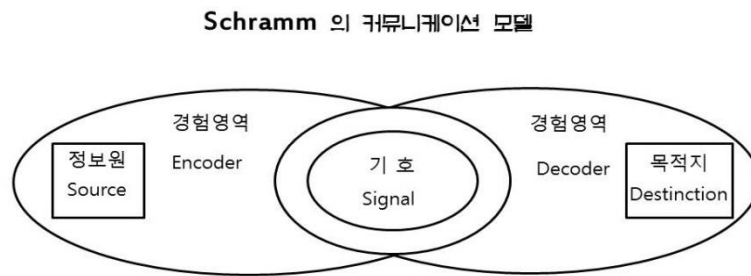 Schramm 의 커뮤니케이션 모델
경험영역
정보원
Source
Encoder
기 호
Signal
경험영역
Decoder
목적지
Destinction